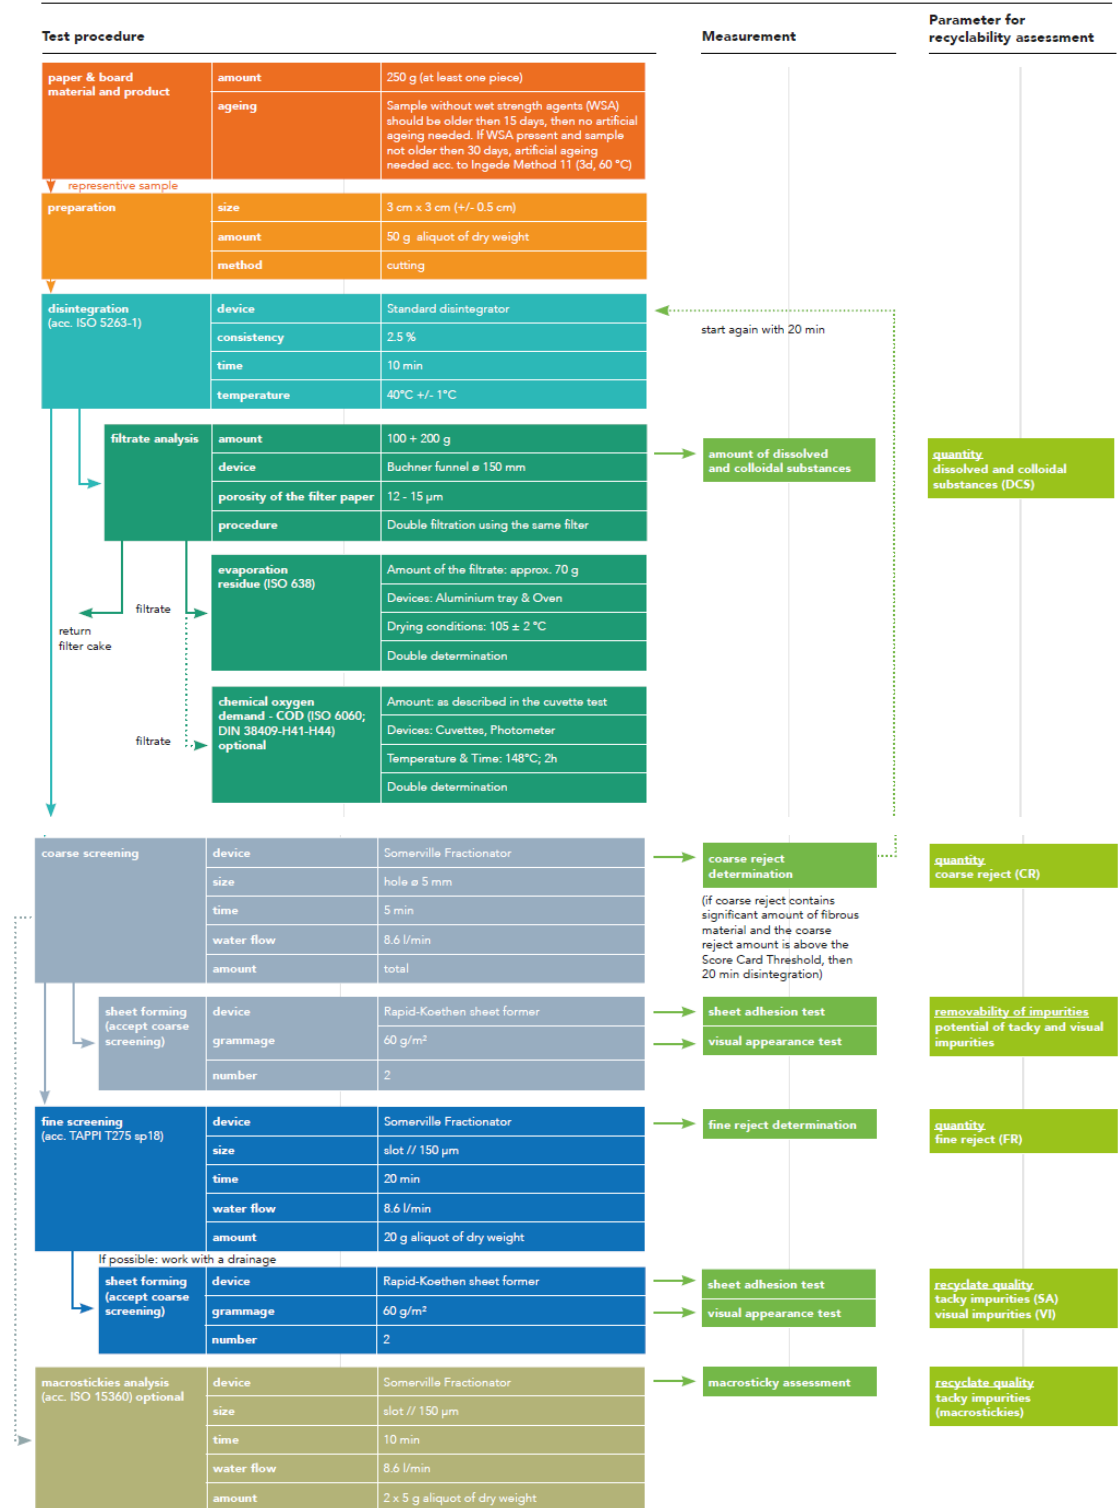 Test procedure
Measurement
Parameter for
recyclability assessment
paper & board
material and product
amount
250 g (at least one piece)
ageing
Sample without wet strength agents (WSA)
should be older then 15 days, then no artificial
ageing needed. If WSA present and sample
not older then 30 days, artificial ageing
needed acc. to Ingede Method 11 (3d, 60 °C)
representive sample
preparation
size
3 cm x 3 cm (+/- 0.5 cm)
amount
50 g aliquot of dry weight
method
cutting
disintegration
(acc. ISO 5263-1)
device
Standard disintegrator
consistency
2.5 %
time
10 min
temperature
40°C +/- 1°C
start again with 20 min
filtrate analysis
amount
100 + 200 g
device
Buchner funnel ø 150 mm
porosity of the filter paper
12 - 15 µm
procedure
Double filtration using the same filter
amount of dissolved
and colloidal substances
quantity
dissolved and colloidal
substances (DCS)
evaporation
residue (ISO 638)
Amount of the filtrate: approx. 70 g
Devices: Aluminium tray & Oven
Drying conditions: 105 ± 2 °C
Double determination
filtrate
return
filter cake
chemical oxygen
demand - COD (ISO 6060;
DIN 38409-H41-H44)
optional
Amount: as described in the cuvette test
Devices: Cuvettes, Photometer
Temperature & Time: 148°C; 2h
Double determination
filtrate
coarse screening
device
Somerville Fractionator
size
hole ø 5 mm
time
5 min
water flow
8.6 l/min
amount
total
coarse reject
determination
(if coarse reject contains
significant amount of fibrous
material and the coarse
reject amount is above the
Score Card Threshold, then
20 min disintegration)
quantity
coarse reject (CR)
sheet forming
(accept coarse
screening)
device
Rapid-Koethen sheet former
grammage
60 g/m²
number
2
sheet adhesion test
visual appearance test
removability of impurities
potential of tacky and visual
impurities
fine screening
(acc. TAPPI T275 sp18)
device
Somerville Fractionator
size
slot // 150 µm
time
20 min
water flow
8.6 l/min
amount
20 g aliquot of dry weight
fine reject determination
quantity
fine reject (FR)
If possible: work with a drainage
sheet forming
(accept coarse
screening)
device
Rapid-Koethen sheet former
grammage
60 g/m²
number
2
sheet adhesion test
visual appearance test
recyclate quality
tacky impurities (SA)
visual impurities (VI)
macrostickies analysis
(acc. ISO 15360) optional
device
Somerville Fractionator
size
slot // 150 µm
time
10 min
water flow
8.6 l/min
amount
2 x 5 g aliquot of dry weight
macrosticky assessment
recyclate quality
tacky impurities
(macrostickies)